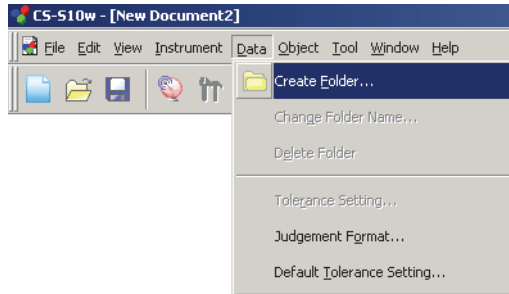 CS-S10w - [New Document2]
File Edit View Instrument Data Object Tool Window Help
Create Folder...
Change Folder Name...
Delete Folder
Tolerance Setting...
Judgement Format...
Default Tolerance Setting...